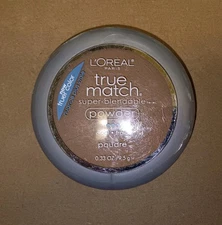 L'ORÉAL
PARIS
true
match
super-blendable
powder
poudre
0.33 OZ / 9.5 g